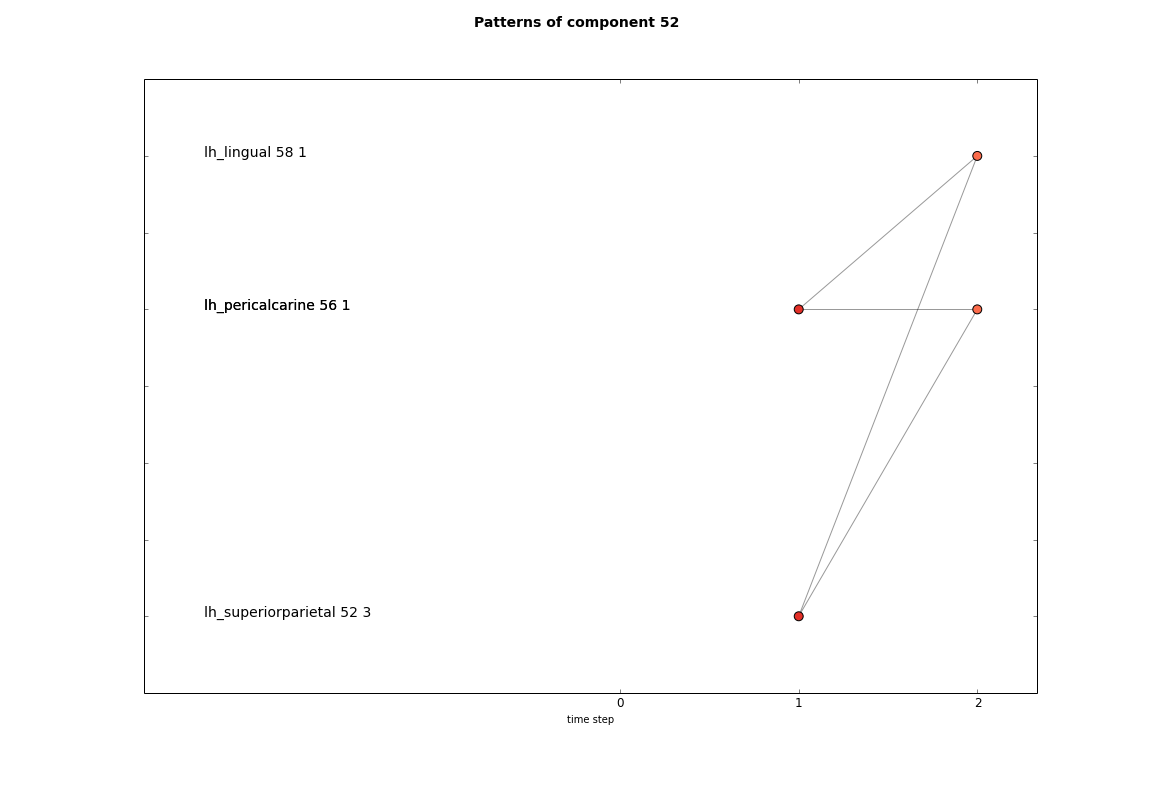 Patterns of component 52
lh_lingual 58 1
lh_pericalcarine 56 1
lh_superiorparietal 52 3
0 1 2
time step